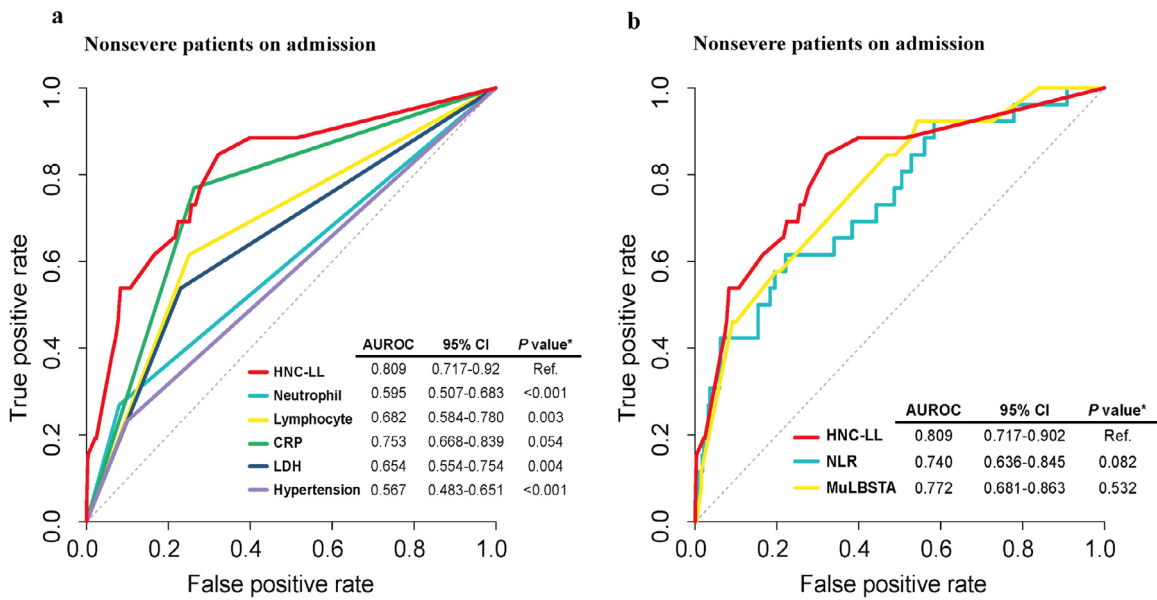 a
Nonsevere patients on admission
True positive rate
1.0
0.8
0.6
0.4
0.2
0.0
AUROC 95% CI P value*
HNC-LL 0.809 0.717-0.92 Ref.
Neutrophil 0.595 0.507-0.683 <0.001
Lymphocyte 0.682 0.584-0.780 0.003
CRP 0.753 0.668-0.839 0.054
LDH 0.654 0.554-0.754 0.004
Hypertension 0.567 0.483-0.651 <0.001
0.0 0.2 0.4 0.6 0.8 1.0
False positive rate
b
Nonsevere patients on admission
True positive rate
1.0
0.8
0.6
0.4
0.2
0.0
AUROC 95% CI P value*
HNC-LL 0.809 0.717-0.902 Ref.
NLR 0.740 0.636-0.845 0.082
MuLBSTA 0.772 0.681-0.863 0.532
0.0 0.2 0.4 0.6 0.8 1.0
False positive rate